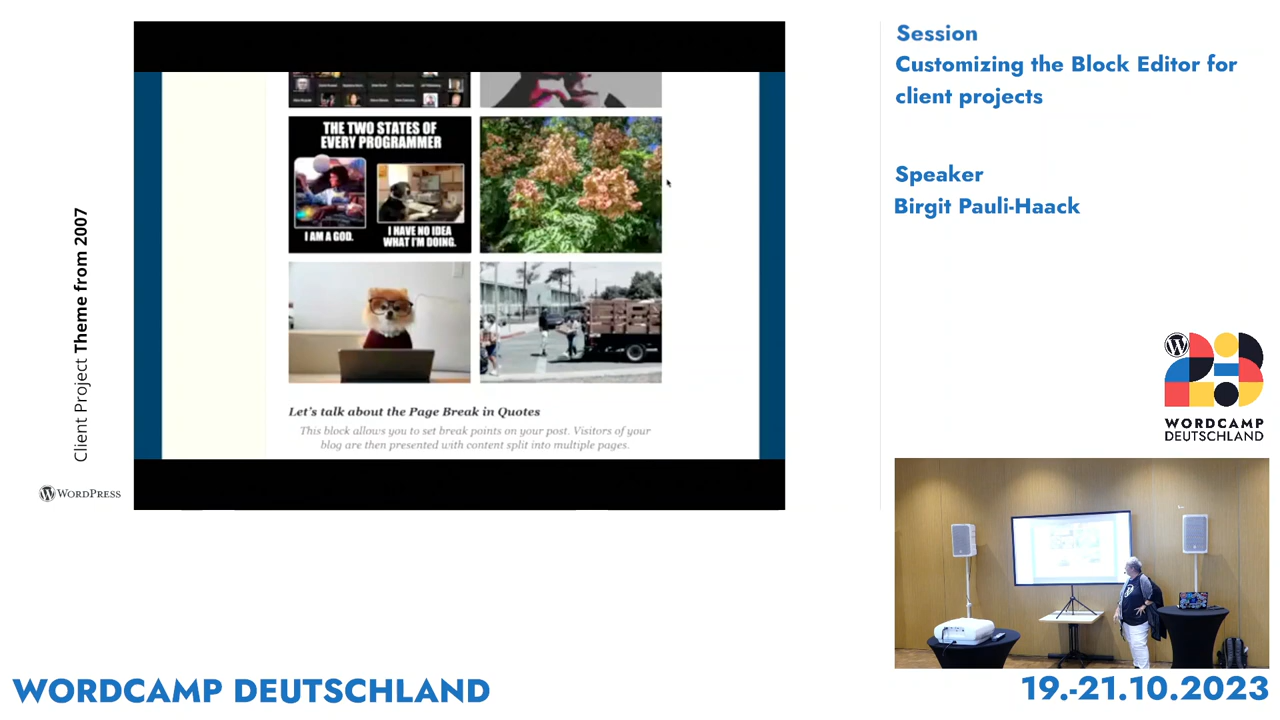 Session
Customizing the Block Editor for
client projects
Speaker
Birgit Pauli-Haack
Client Project Theme from 2007
WORDPRESS
THE TWO STATES OF
EVERY PROGRAMMER
I AM A GOD.
I HAVE NO IDEA
WHAT I'M DOING.
Let's talk about the Page Break in Quotes
This block allows you to set break points on your post. Visitors of your
blog are then presented with content split into multiple pages.
WORDCAMP
DEUTSCHLAND
WORDCAMP DEUTSCHLAND
19.-21.10.2023